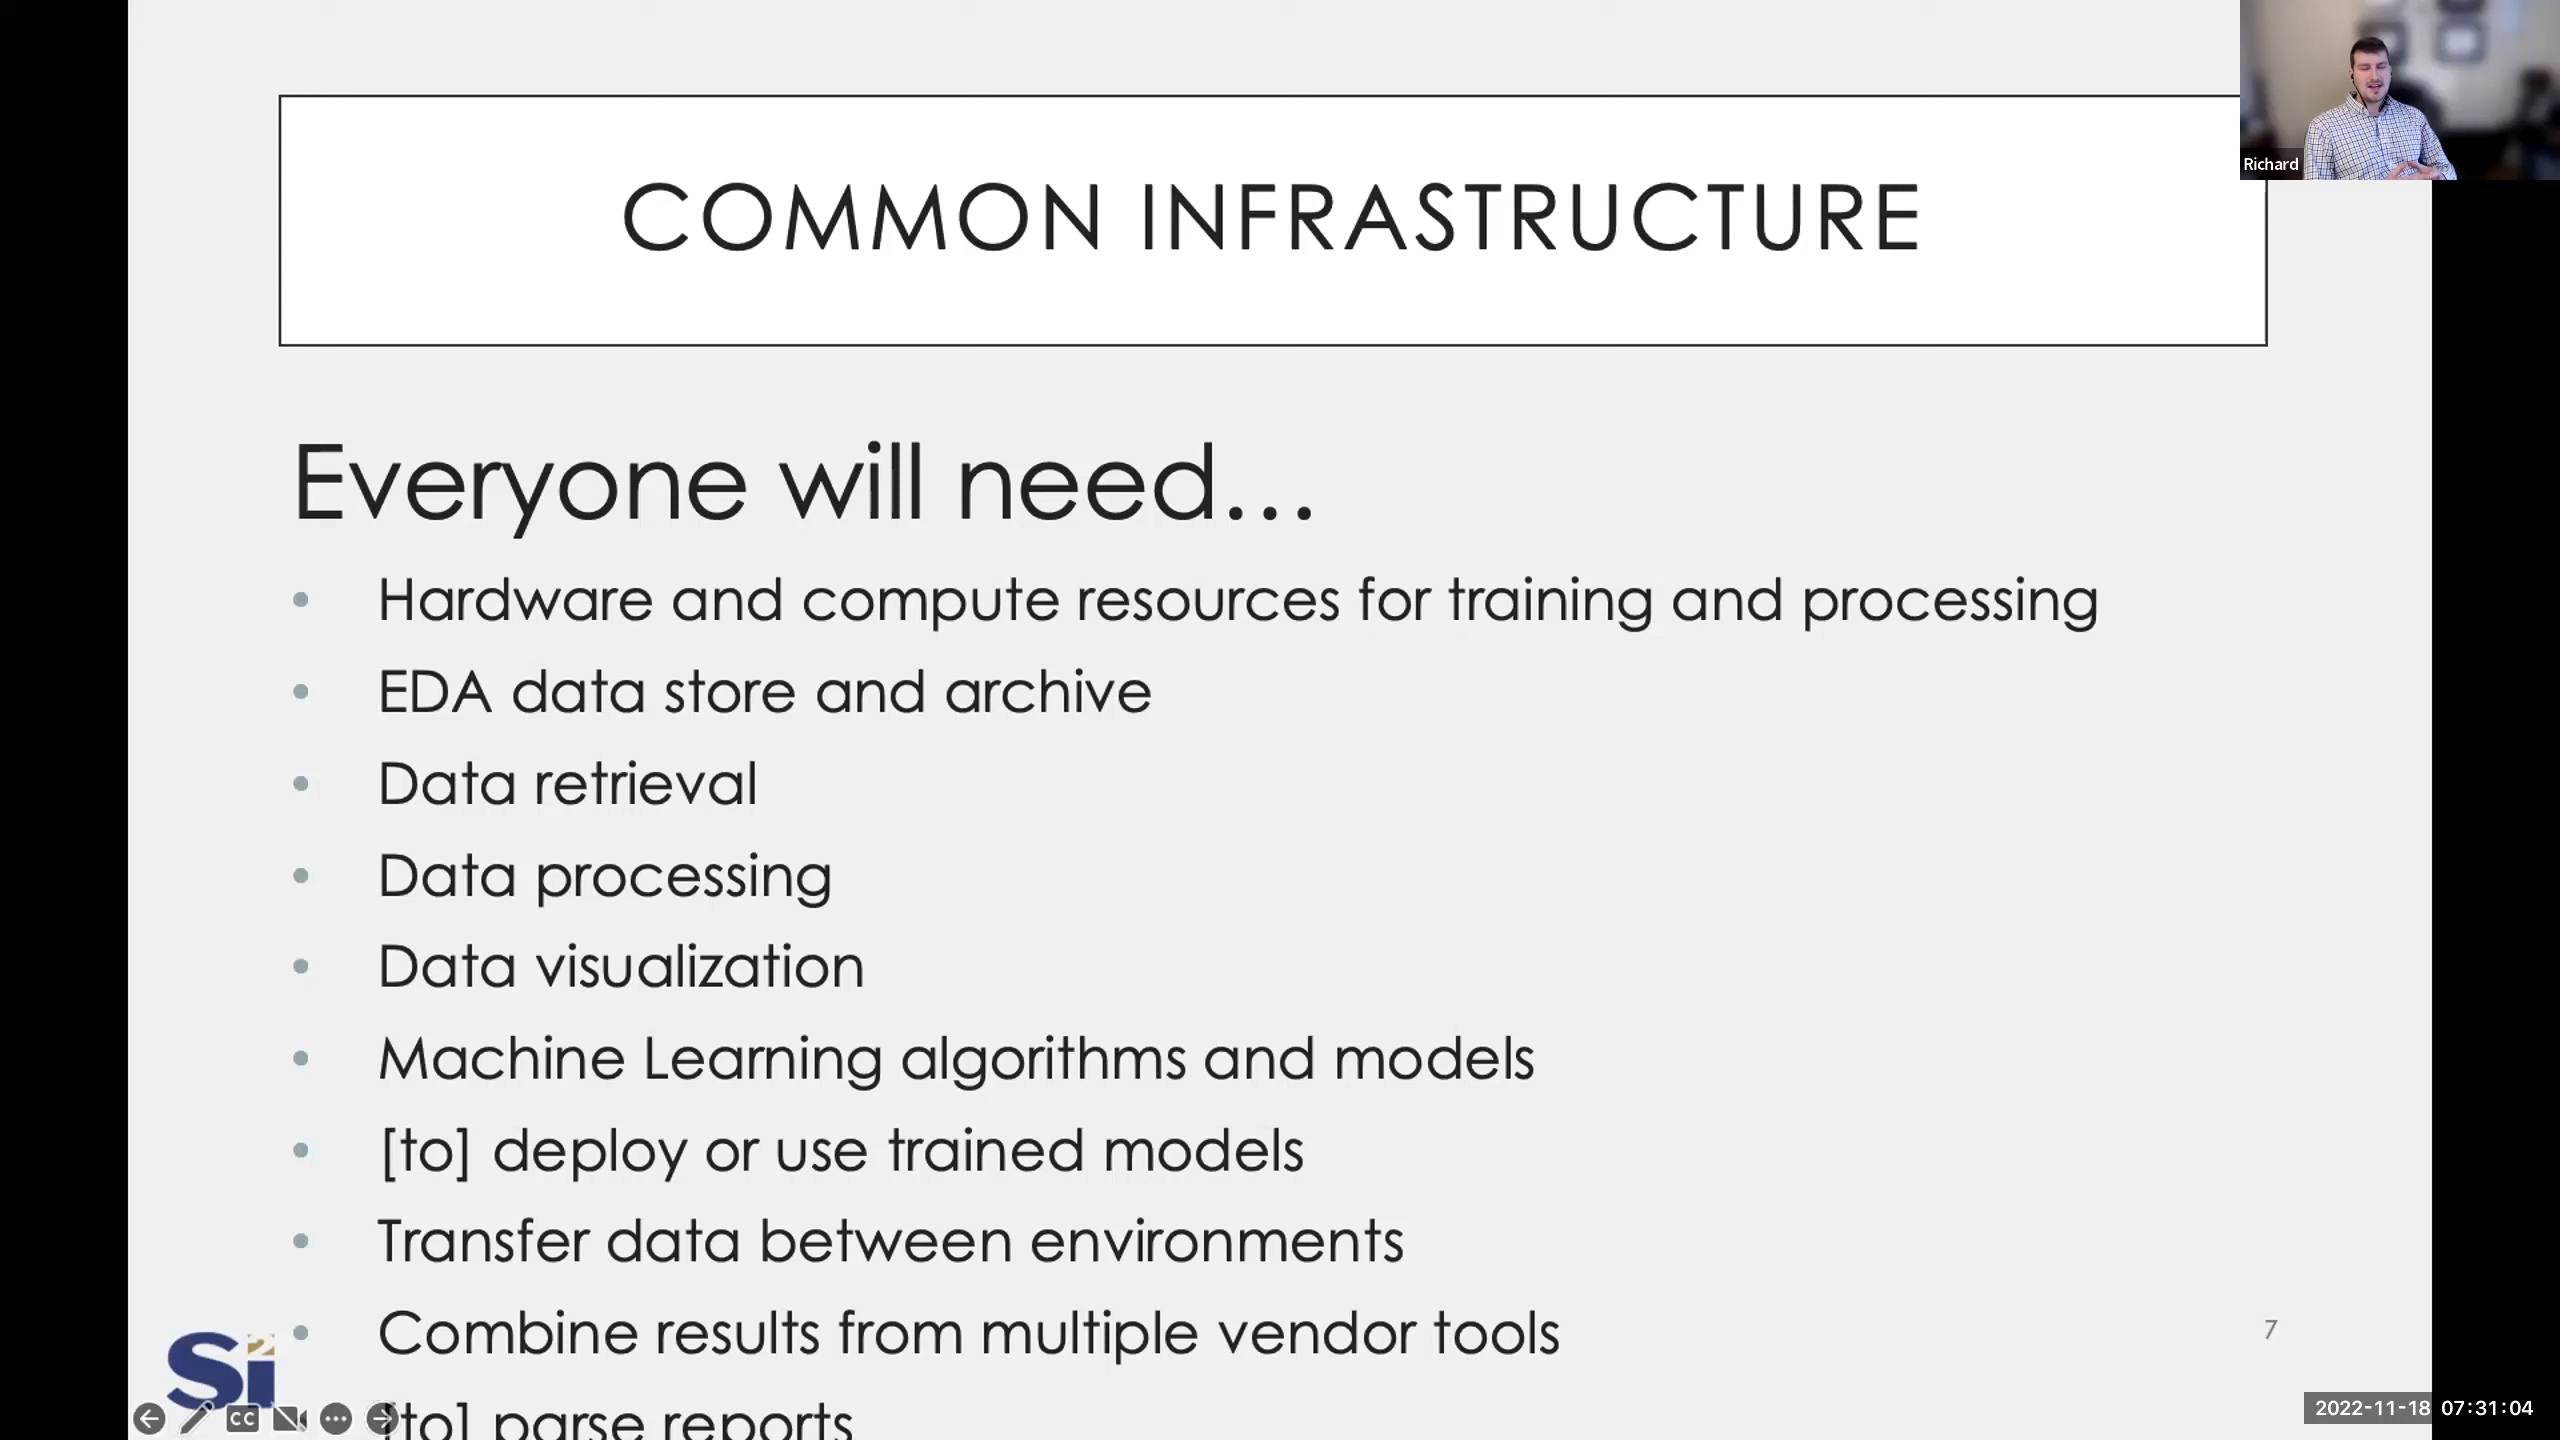 COMMON INFRASTRUCTURE
Richard
Everyone will need...
• Hardware and compute resources for training and processing
• EDA data store and archive
• Data retrieval
• Data processing
• Data visualization
• Machine Learning algorithms and models
• [to] deploy or use trained models
• Transfer data between environments
• Combine results from multiple vendor tools
[to] parse reports
Si2
7
CC
2022-11-18 07:31:04